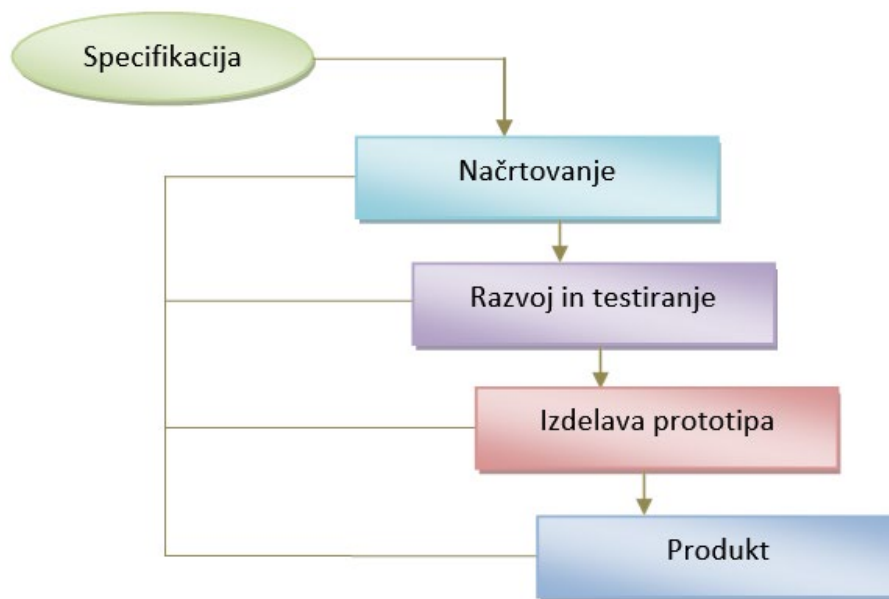 Specifikacija
Načrtovanje
Razvoj in testiranje
Izdelava prototipa
Produkt